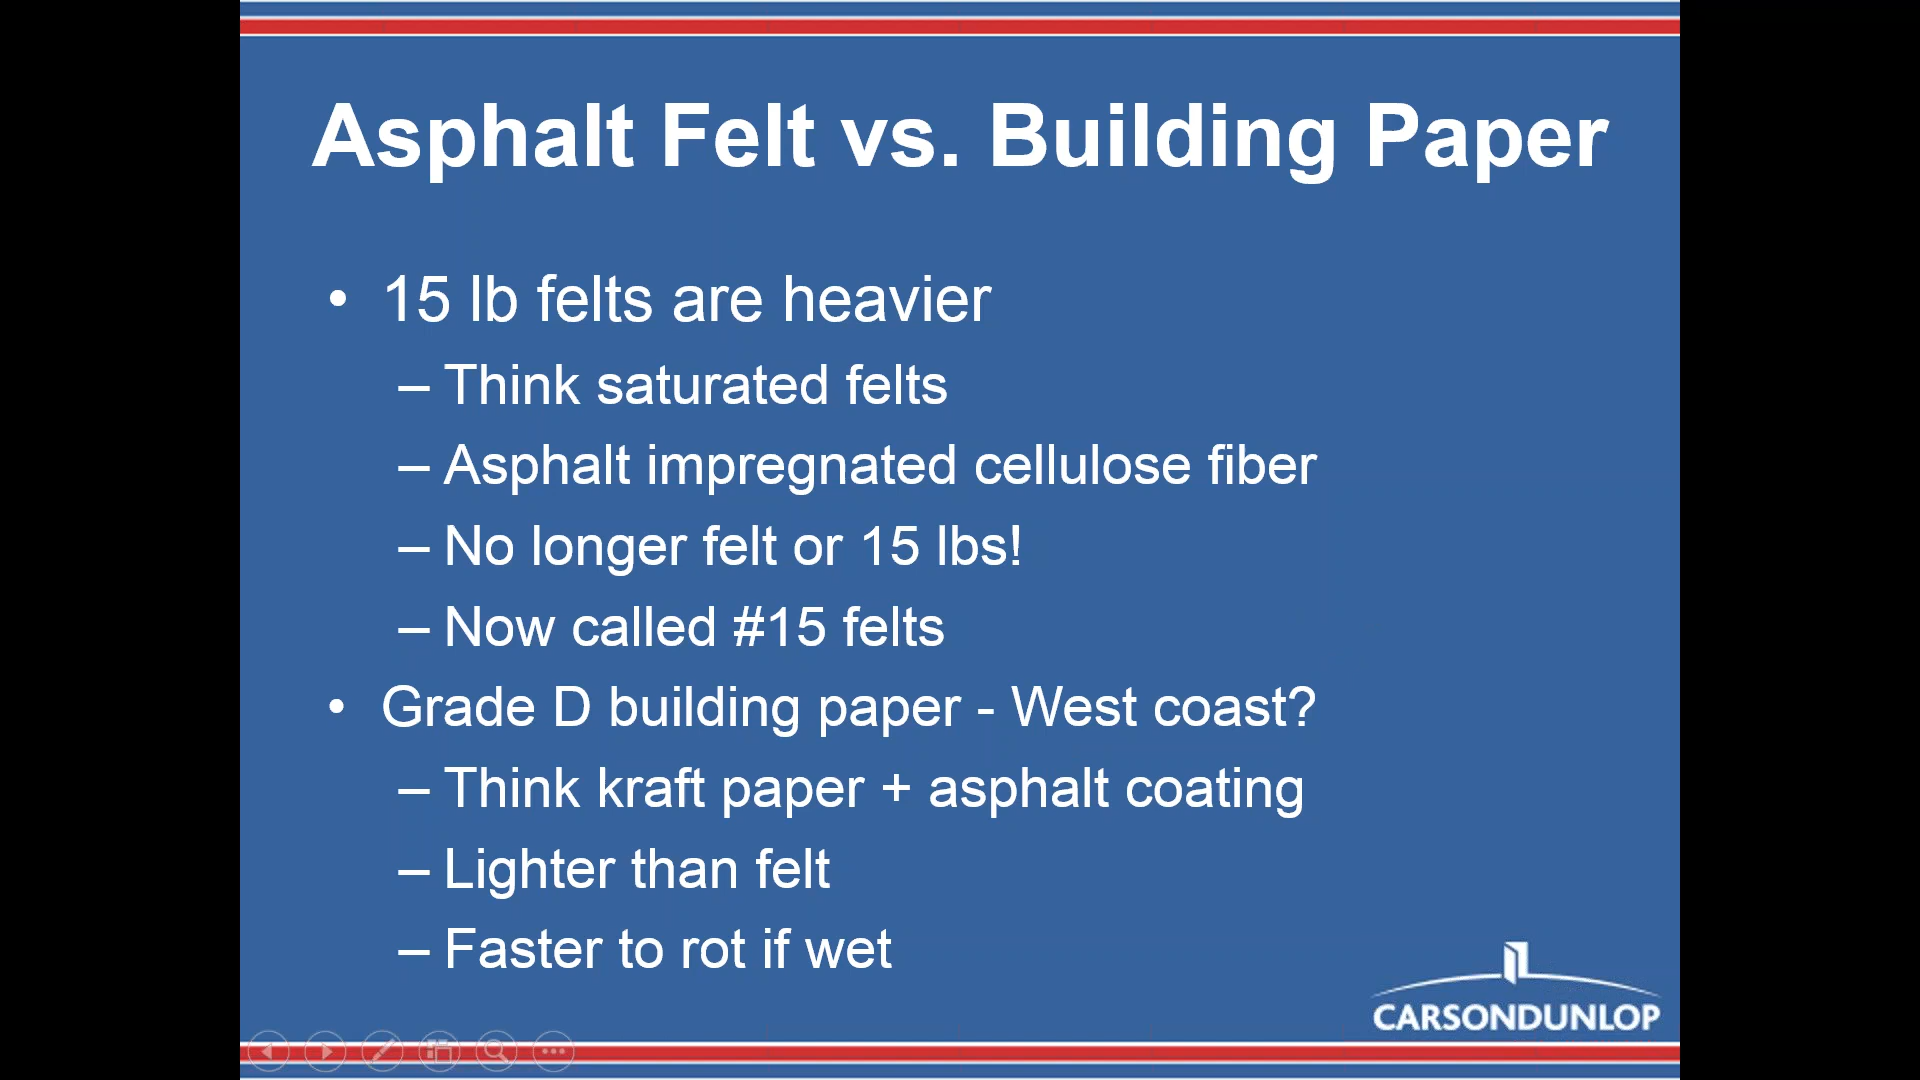 Asphalt Felt vs. Building Paper
• 15 lb felts are heavier
– Think saturated felts
– Asphalt impregnated cellulose fiber
– No longer felt or 15 lbs!
– Now called #15 felts
• Grade D building paper - West coast?
– Think kraft paper + asphalt coating
– Lighter than felt
– Faster to rot if wet
CARSONDUNLOP